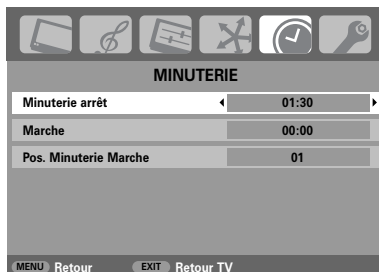 MINUTERIE
Minuterie arrêt 01:30
Marche 00:00
Pos. Minuterie Marche 01
MENU Retour EXIT Retour TV